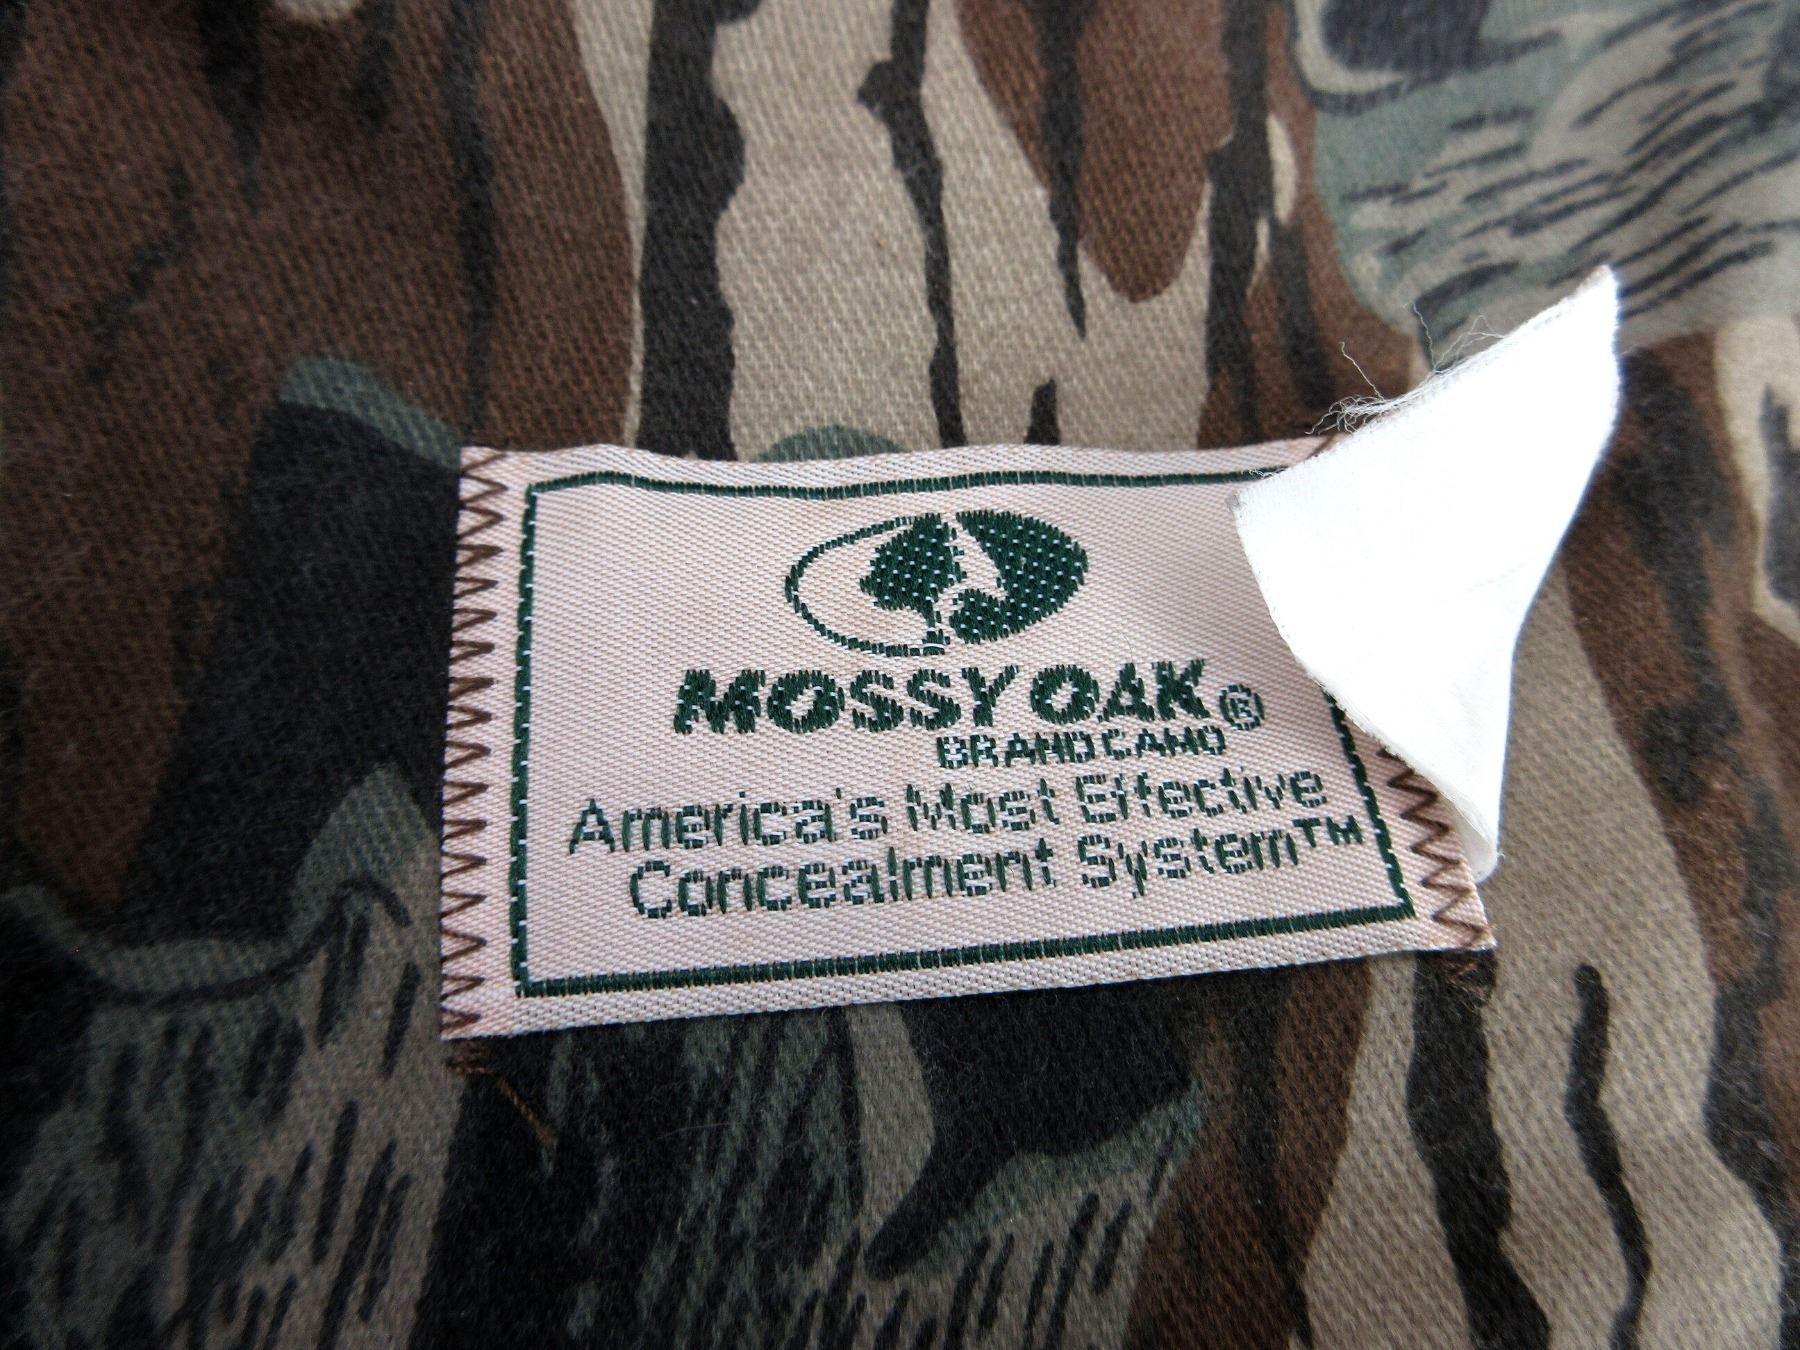 MOSSY OAK®
BRAND CAMO
America's Most Effective
Concealment System™